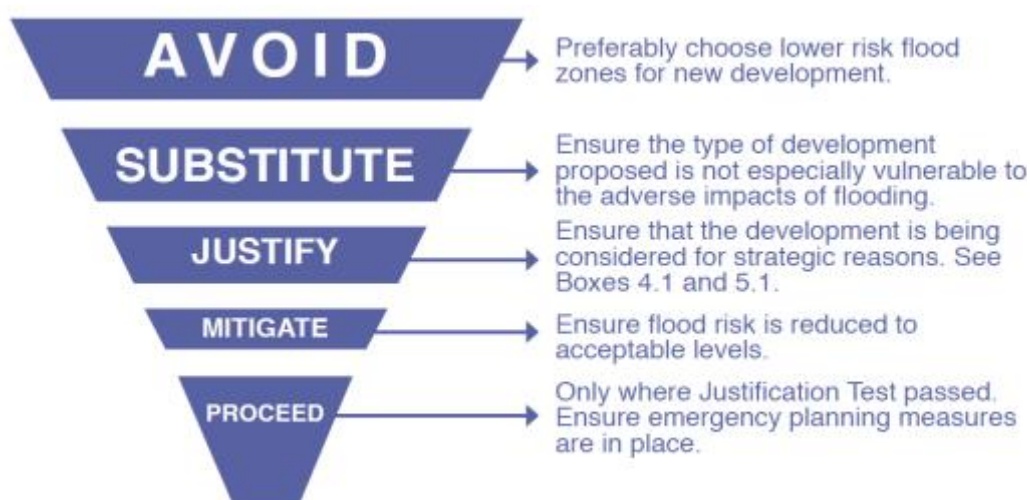 AVOID
Preferably choose lower risk flood
zones for new development.
SUBSTITUTE
Ensure the type of development
proposed is not especially vulnerable to
the adverse impacts of flooding.
JUSTIFY
Ensure that the development is being
considered for strategic reasons. See
Boxes 4.1 and 5.1.
MITIGATE
Ensure flood risk is reduced to
acceptable levels.
PROCEED
Only where Justification Test passed.
Ensure emergency planning measures
are in place.